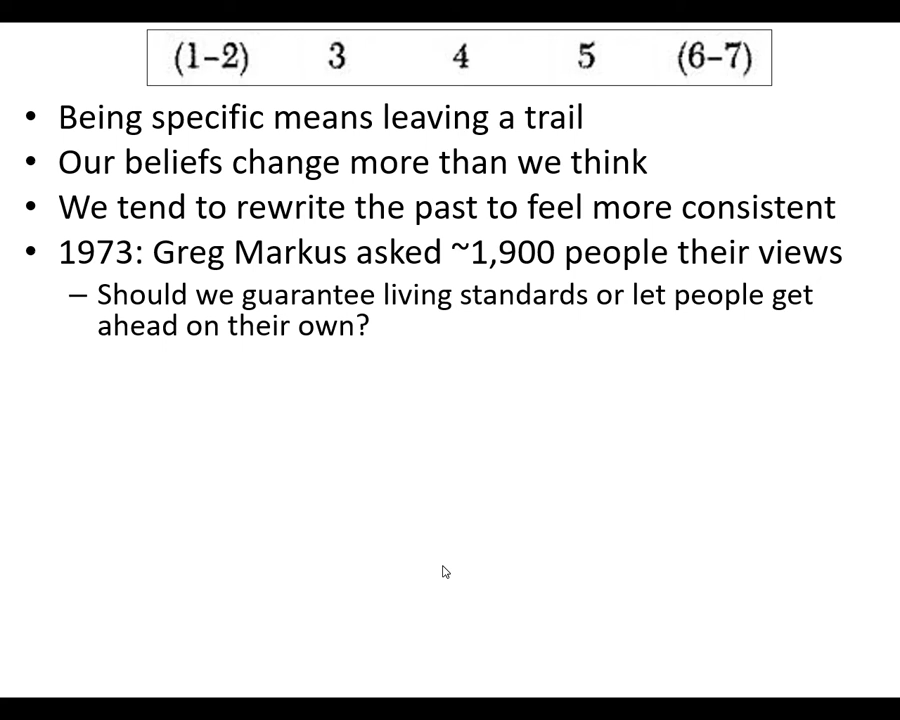 (1–2) 3 4 5 (6–7)
• Being specific means leaving a trail
• Our beliefs change more than we think
• We tend to rewrite the past to feel more consistent
• 1973: Greg Markus asked ~1,900 people their views
– Should we guarantee living standards or let people get
ahead on their own?